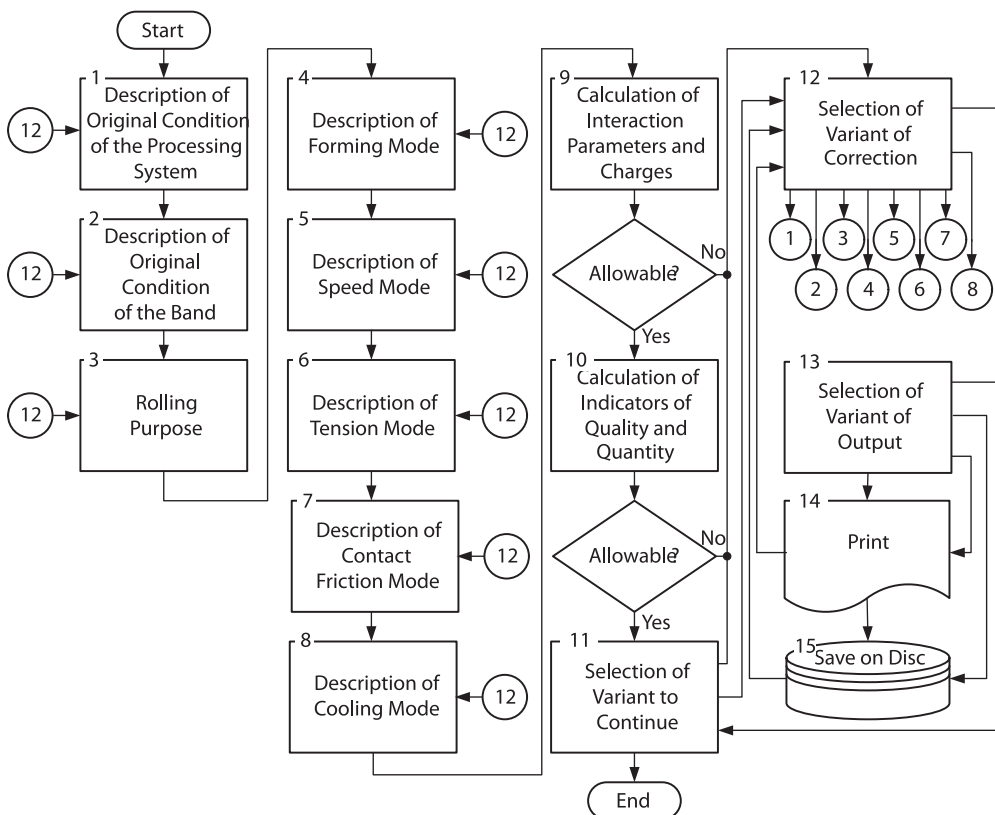 Start
1
Description of
Original Condition
of the Processing
System
12
2
Description of
Original
Condition
of the Band
12
3
Rolling
Purpose
12
4
Description of
Forming Mode
12
5
Description of
Speed Mode
12
6
Description of
Tension Mode
12
7
Description of
Contact
Friction Mode
12
8
Description of
Cooling Mode
12
9
Calculation of
Interaction
Parameters and
Charges
Allowable?
No
Yes
10
Calculation of
Indicators of
Quality and
Quantity
Allowable?
No
Yes
11
Selection of
Variant to
Continue
End
12
Selection of
Variant of
Correction
1 3 5 7
2 4 6 8
13
Selection of
Variant of
Output
14
Print
15
Save on Disc